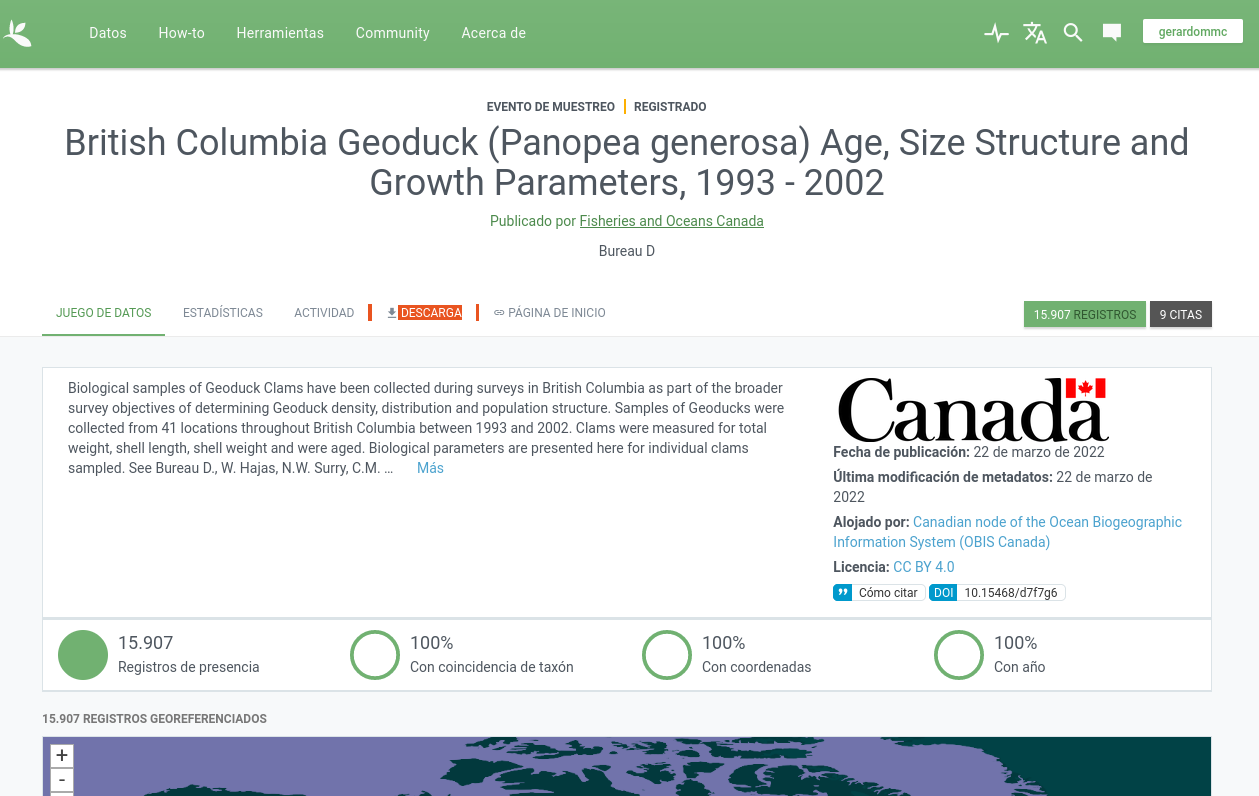 Datos How-to Herramientas Community Acerca de gerardommc
EVENTO DE MUESTREO REGISTRADO
British Columbia Geoduck (Panopea generosa) Age, Size Structure and
Growth Parameters, 1993 - 2002
Publicado por Fisheries and Oceans Canada
Bureau D
JUEGO DE DATOS ESTADÍSTICAS ACTIVIDAD DESCARGA PÁGINA DE INICIO 15.907 REGISTROS 9 CITAS
Biological samples of Geoduck Clams have been collected during surveys in British Columbia as part of the broader
survey objectives of determining Geoduck density, distribution and population structure. Samples of Geoducks were
collected from 41 locations throughout British Columbia between 1993 and 2002. Clams were measured for total
weight, shell length, shell weight and were aged. Biological parameters are presented here for individual clams
sampled. See Bureau D., W. Hajas, N.W. Surry, C.M. … Más
Canada
Fecha de publicación: 22 de marzo de 2022
Última modificación de metadatos: 22 de marzo de
2022
Alojado por: Canadian node of the Ocean Biogeographic
Information System (OBIS Canada)
Licencia: CC BY 4.0
Cómo citar DOI 10.15468/d7f7g6
15.907
Registros de presencia
100%
Con coincidencia de taxón
100%
Con coordenadas
100%
Con año
15.907 REGISTROS GEOREFERENCIADOS
+
-